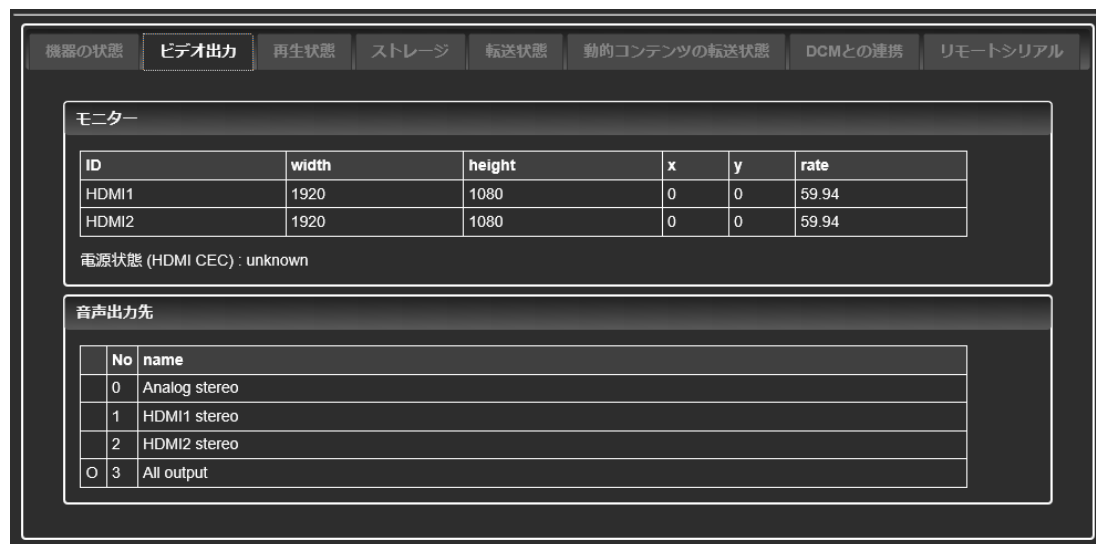 機器の状態 ビデオ出力 再生状態 ストレージ 転送状態 動的コンテンツの転送状態 DCMとの連携 リモートシリアル
モニター
ID width height x y rate
HDMI1 1920 1080 0 0 59.94
HDMI2 1920 1080 0 0 59.94
電源状態 (HDMI CEC) : unknown
音声出力先
No name
0 Analog stereo
1 HDMI1 stereo
2 HDMI2 stereo
O 3 All output